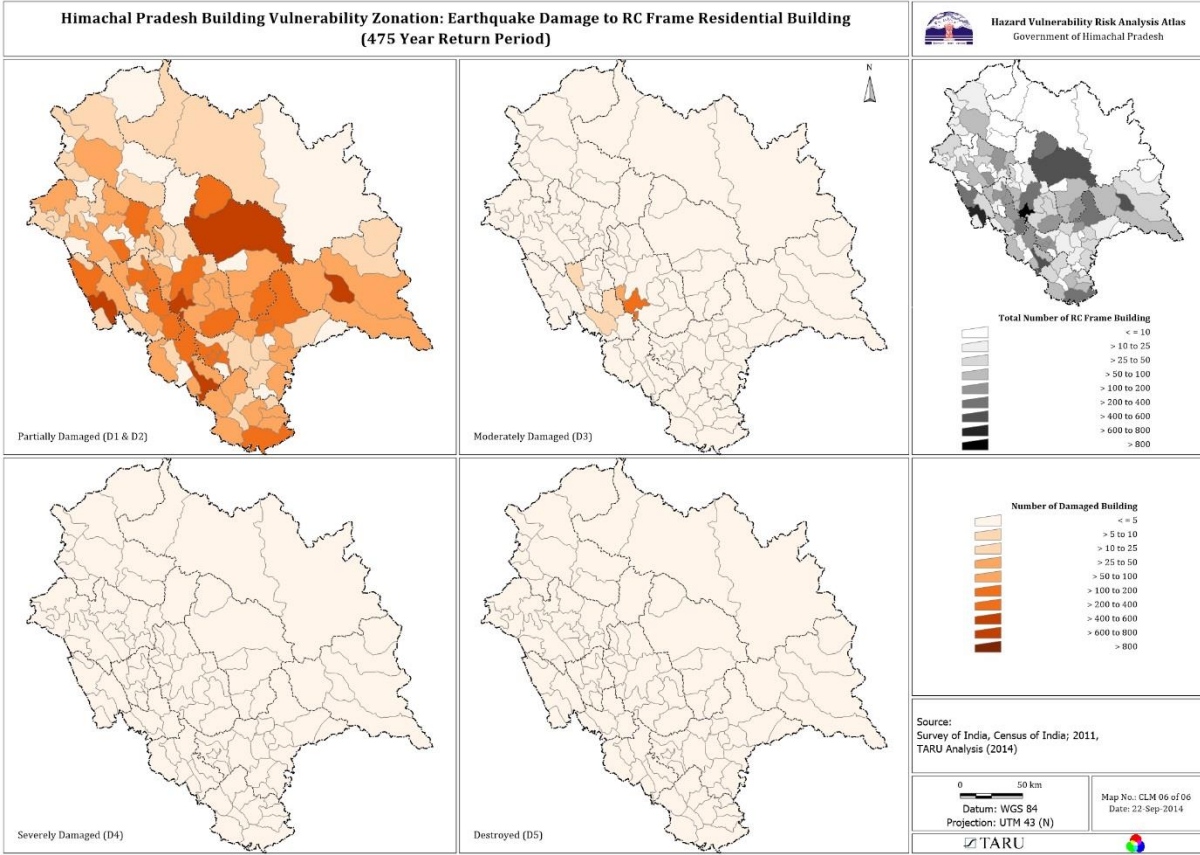 Himachal Pradesh Building Vulnerability Zonation: Earthquake Damage to RC Frame Residential Building
(475 Year Return Period)
Hazard Vulnerability Risk Analysis Atlas
Government of Himachal Pradesh
N
Partially Damaged (D1 & D2)
Moderately Damaged (D3)
Total Number of RC Frame Building
< = 10
> 10 to 25
> 25 to 50
> 50 to 100
> 100 to 200
> 200 to 400
> 400 to 600
> 600 to 800
> 800
Severely Damaged (D4)
Destroyed (D5)
Number of Damaged Building
< = 5
> 5 to 10
> 10 to 25
> 25 to 50
> 50 to 100
> 100 to 200
> 200 to 400
> 400 to 600
> 600 to 800
> 800
Source:
Survey of India, Census of India; 2011,
TARU Analysis (2014)
0 50 km
Datum: WGS 84
Projection: UTM 43 (N)
Map No.: CLM 06 of 06
Date: 22-Sep-2014
TARU